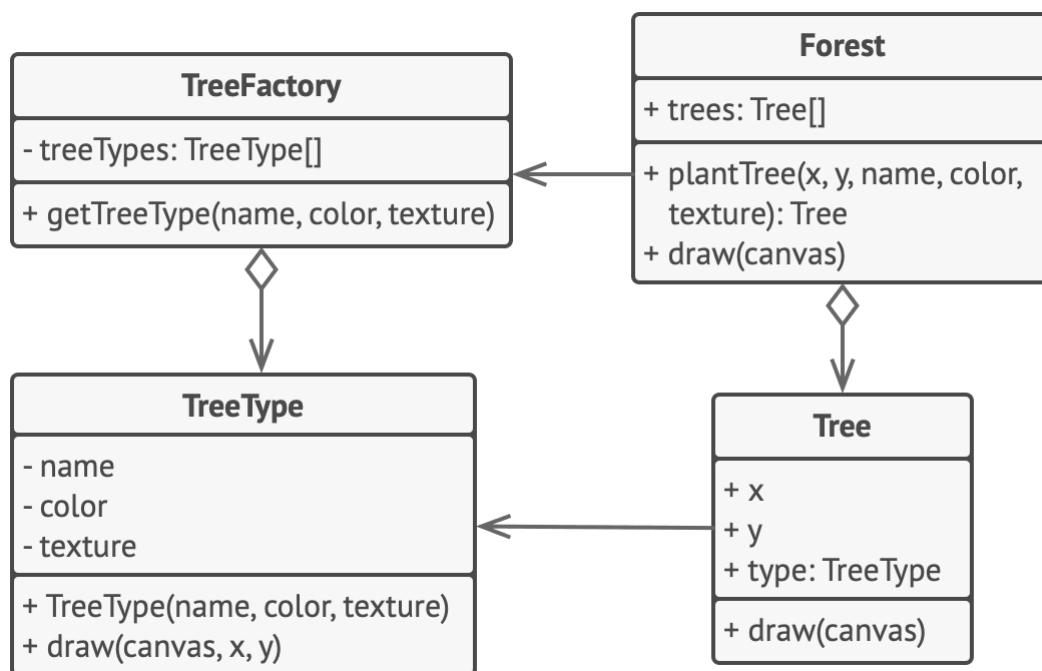 TreeFactory
- treeTypes: TreeType[]
+ getTreeType(name, color, texture)
Forest
+ trees: Tree[]
+ plantTree(x, y, name, color,
texture): Tree
+ draw(canvas)
TreeType
- name
- color
- texture
+ TreeType(name, color, texture)
+ draw(canvas, x, y)
Tree
+ x
+ y
+ type: TreeType
+ draw(canvas)